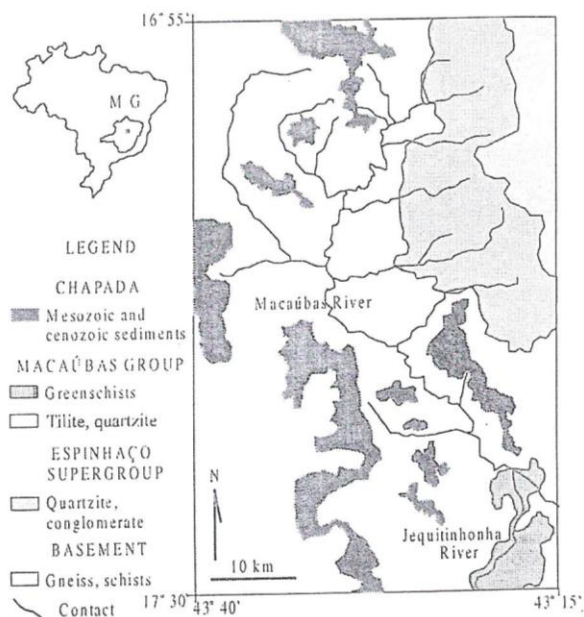 16° 55'
M G
LEGEND
CHAPADA
Mesozoic and
cenozoic sediments
MACAÚBAS GROUP
Greenschists
Tilite, quartzite
ESPINHAÇO
SUPERGROUP
Quartzite,
conglomerate
BASEMENT
Gneiss, schists
Contact
Macaúbas River
N
10 km
Jequitinhonha
River
17° 30'
43° 40'
43° 15'